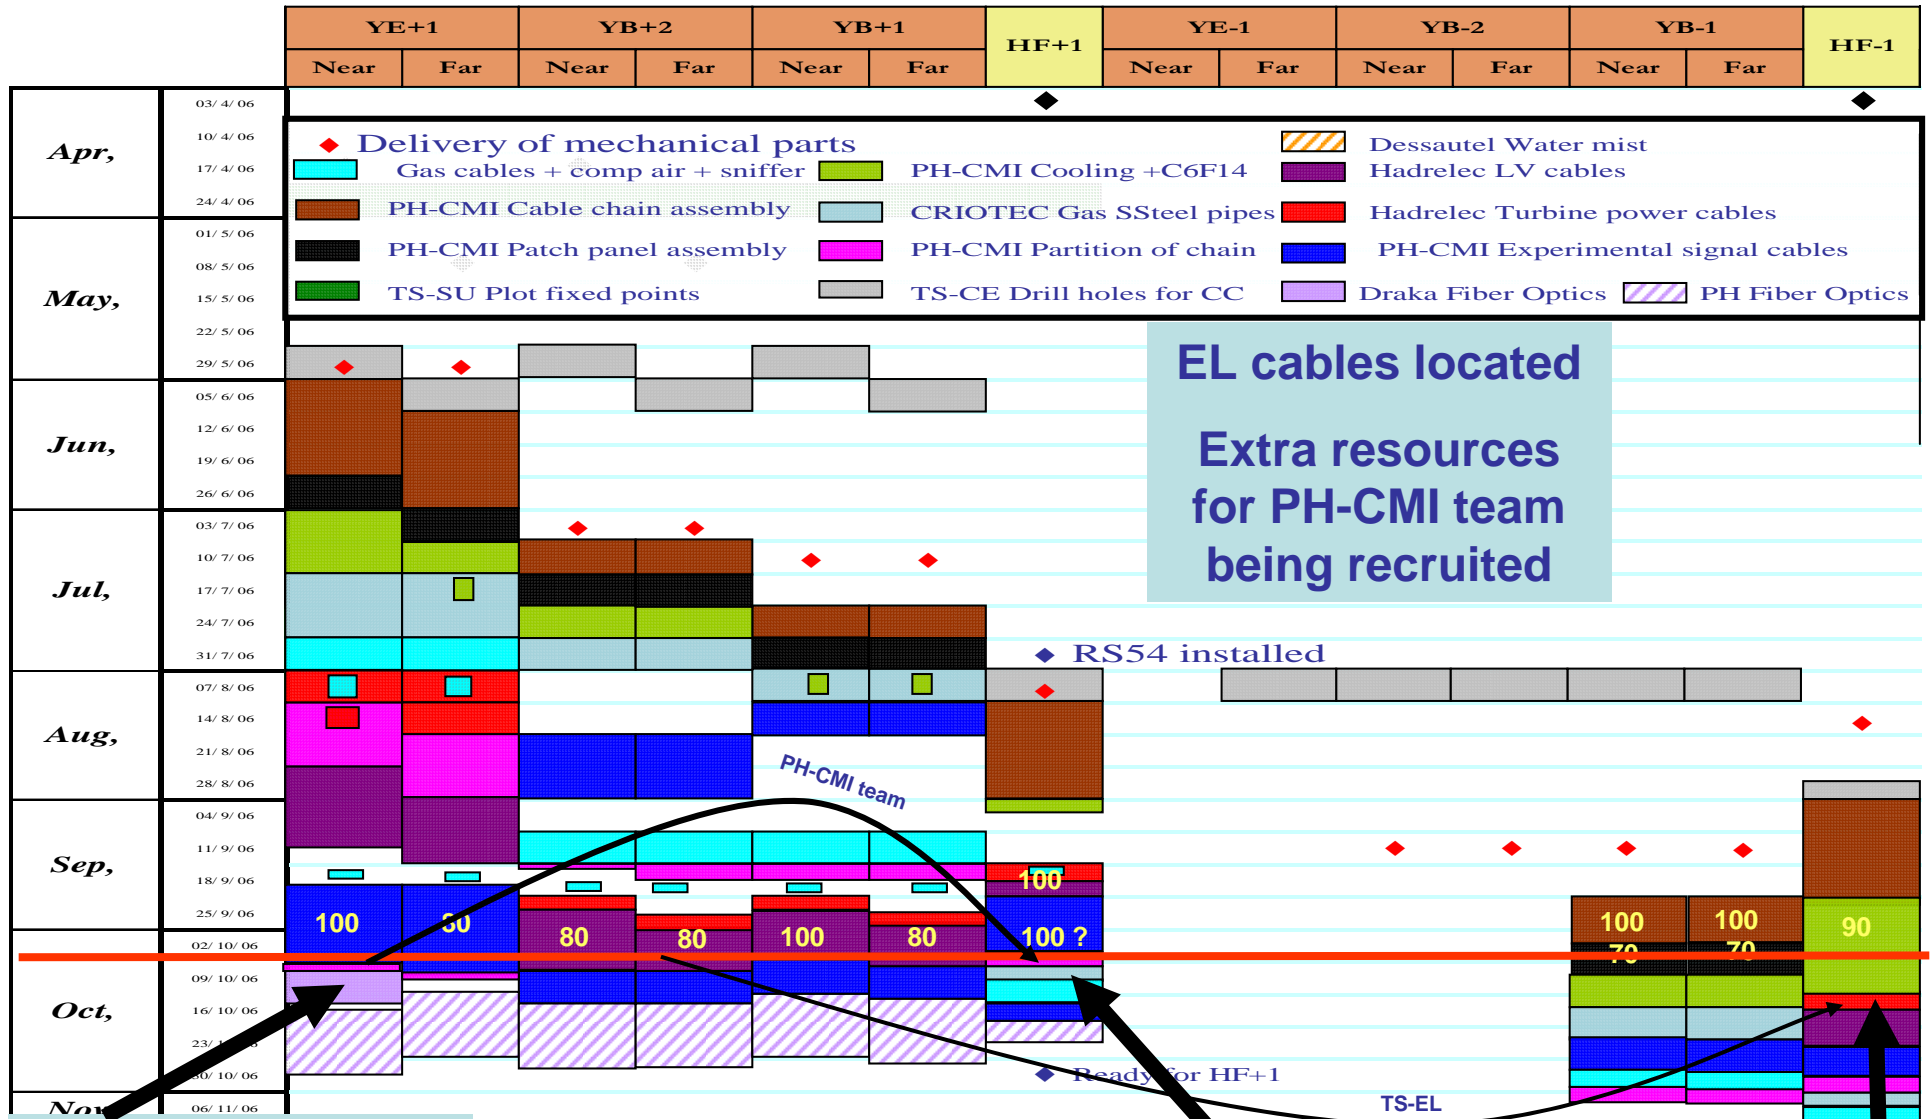 YE+1 YB+2 YB+1 HF+1 YE-1 YB-2 YB-1 HF-1
Near Far Near Far Near Far Near Far Near Far Near Far
Apr,
03/ 4/ 06
10/ 4/ 06
17/ 4/ 06
24/ 4/ 06
Delivery of mechanical parts
Dessautel Water mist
Gas cables + comp air + sniffer
PH-CMI Cooling +C6F14
Hadrelec LV cables
PH-CMI Cable chain assembly
CRIOTEC Gas SSteel pipes
Hadrelec Turbine power cables
PH-CMI Patch panel assembly
PH-CMI Partition of chain
PH-CMI Experimental signal cables
TS-SU Plot fixed points
TS-CE Drill holes for CC
Draka Fiber Optics
PH Fiber Optics
May,
01/ 5/ 06
08/ 5/ 06
15/ 5/ 06
22/ 5/ 06
29/ 5/ 06
EL cables located
Extra resources
for PH-CMI team
being recruited
Jun,
05/ 6/ 06
12/ 6/ 06
19/ 6/ 06
26/ 6/ 06
Jul,
03/ 7/ 06
10/ 7/ 06
17/ 7/ 06
24/ 7/ 06
31/ 7/ 06
RS54 installed
Aug,
07/ 8/ 06
14/ 8/ 06
21/ 8/ 06
28/ 8/ 06
PH-CMI team
Sep,
04/ 9/ 06
11/ 9/ 06
18/ 9/ 06
25/ 9/ 06
100
100 80 100 100 90
80 80 100 80 100 ?
70 70
Oct,
02/ 10/ 06
09/ 10/ 06
16/ 10/ 06
30/ 10/ 06
Ready for HF+1
TS-EL
Nov
06/ 11/ 06